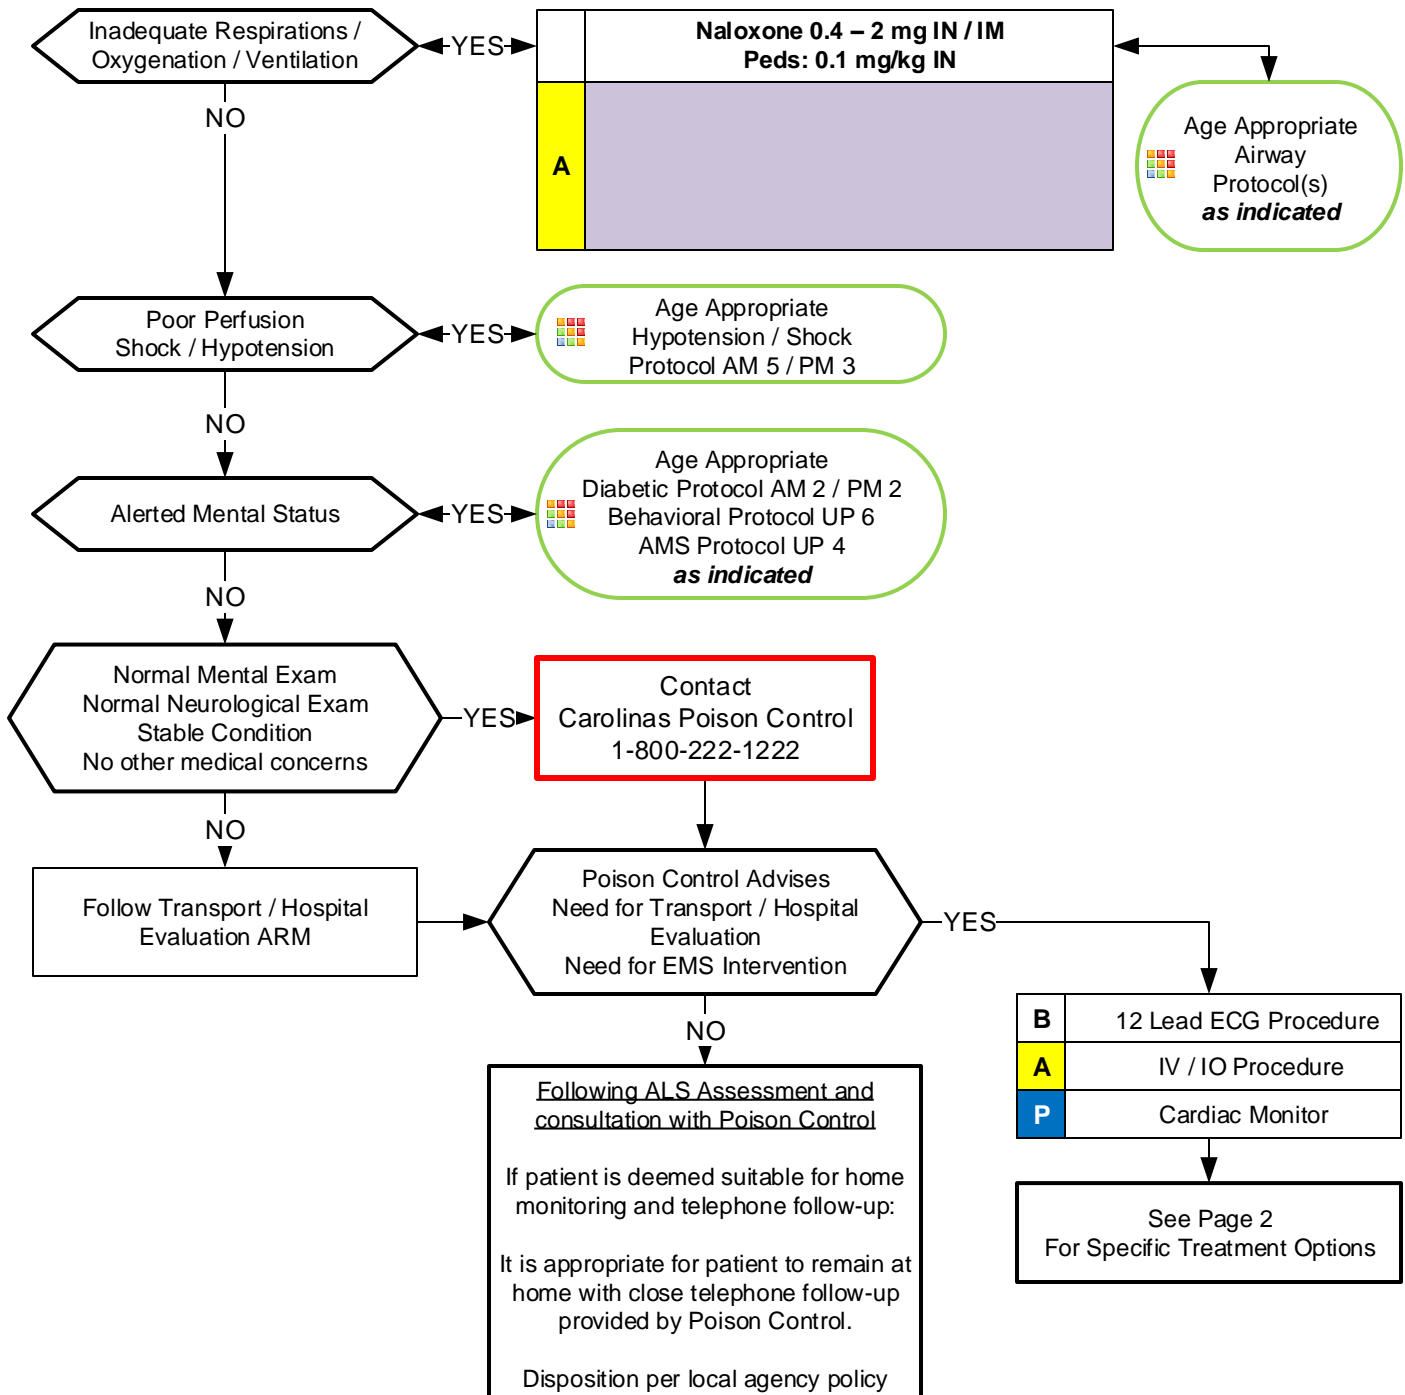 Inadequate Respirations /
Oxygenation / Ventilation
YES
Naloxone 0.4 – 2 mg IN / IM
Peds: 0.1 mg/kg IN
A
Age Appropriate
Airway
Protocol(s)
as indicated
NO
Poor Perfusion
Shock / Hypotension
YES
Age Appropriate
Hypotension / Shock
Protocol AM 5 / PM 3
NO
Alerted Mental Status
YES
Age Appropriate
Diabetic Protocol AM 2 / PM 2
Behavioral Protocol UP 6
AMS Protocol UP 4
as indicated
NO
Normal Mental Exam
Normal Neurological Exam
Stable Condition
No other medical concerns
YES
Contact
Carolinas Poison Control
1-800-222-1222
NO
Follow Transport / Hospital
Evaluation ARM
Poison Control Advises
Need for Transport / Hospital
Evaluation
Need for EMS Intervention
YES
B 12 Lead ECG Procedure
A IV / IO Procedure
P Cardiac Monitor
See Page 2
For Specific Treatment Options
NO
Following ALS Assessment and
consultation with Poison Control
If patient is deemed suitable for home
monitoring and telephone follow-up:
It is appropriate for patient to remain at
home with close telephone follow-up
provided by Poison Control.
Disposition per local agency policy